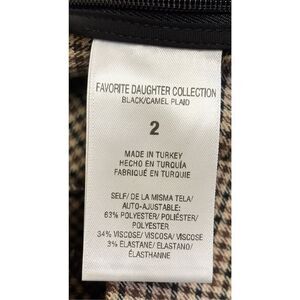 FAVORITE DAUGHTER COLLECTION
BLACK/CAMEL PLAID
2
MADE IN TURKEY
HECHO EN TURQUÍA
FABRIQUÉ EN TURQUIE
SELF/ DE LA MISMA TELA/
AUTO-AJUSTABLE:
63% POLYESTER/ POLIÉSTER/
POLYESTER
34% VISCOSE/ VISCOSA/ VISCOSE
3% ELASTANE/ ELASTANO/
ÉLASTHANNE